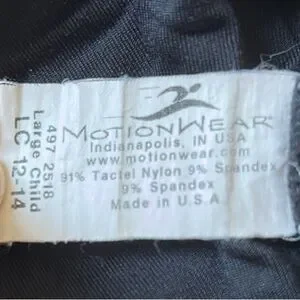 MOTIONWEAR
Indianapolis, IN USA
www.motionwear.com
91% Tactel Nylon 9% Spandex
9% Spandex
Made in U.S.A.
497 2518
Large Child
LC 12-14